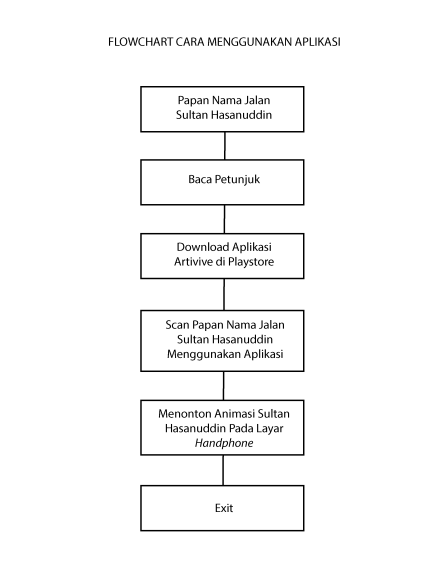 FLOWCHART CARA MENGGUNAKAN APLIKASI
Papan Nama Jalan
Sultan Hasanuddin
Baca Petunjuk
Download Aplikasi
Artivive di Playstore
Scan Papan Nama Jalan
Sultan Hasanuddin
Menggunakan Aplikasi
Menonton Animasi Sultan
Hasanuddin Pada Layar
Handphone
Exit